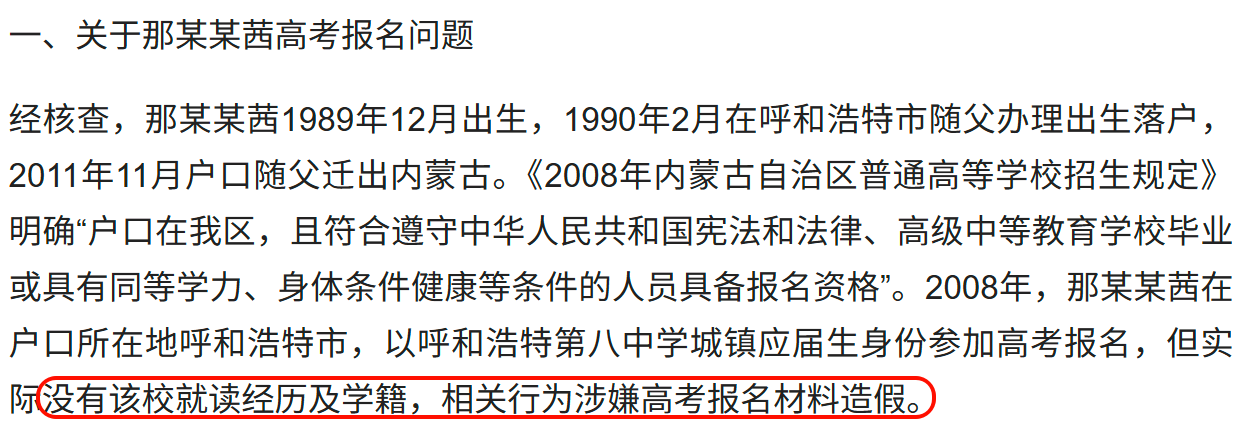 一、关于那某某茜高考报名问题
经核查，那某某茜1989年12月出生，1990年2月在呼和浩特市随父办理出生落户，
2011年11月户口随父迁出内蒙古。《2008年内蒙古自治区普通高等学校招生规定》
明确“户口在我区，且符合遵守中华人民共和国宪法和法律、高级中等教育学校毕业
或具有同等学力、身体条件健康等条件的人员具备报名资格”。2008年，那某某茜在
户口所在地呼和浩特市，以呼和浩特第八中学城镇应届生身份参加高考报名，但实
际没有该校就读经历及学籍，相关行为涉嫌高考报名材料造假。